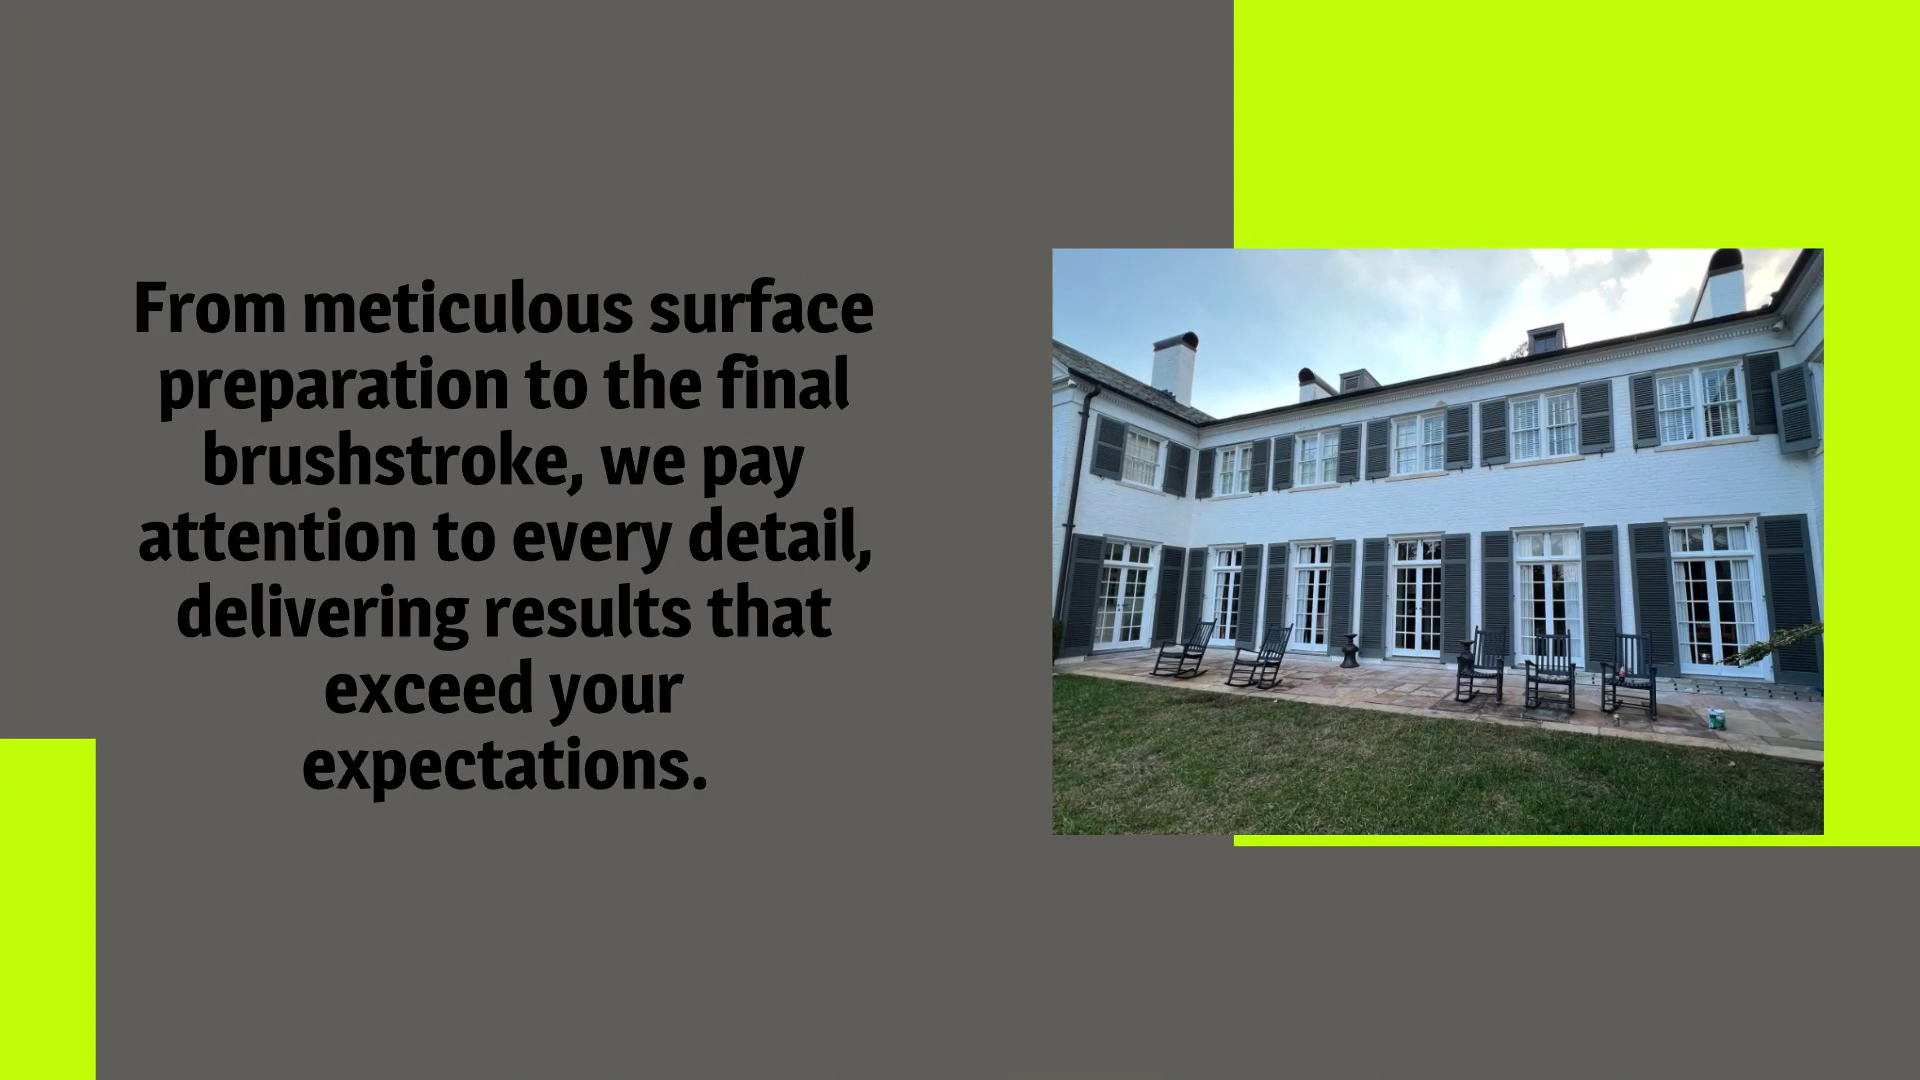 From meticulous surface
preparation to the final
brushstroke, we pay
attention to every detail,
delivering results that
exceed your
expectations.